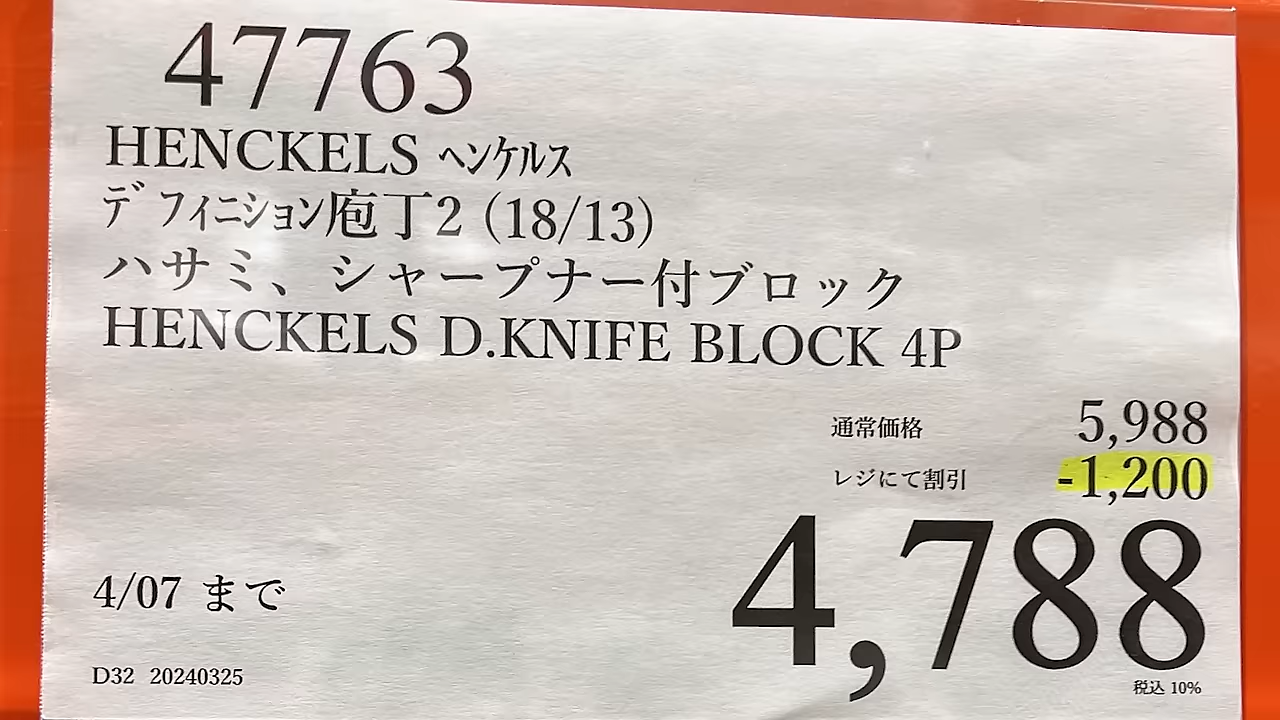 47763
HENCKELS ﾍﾝｹﾙｽ
ﾃﾞﾌｨﾆｼｮﾝ庖丁2 (18/13)
ハサミ、シャープナー付ブロック
HENCKELS D.KNIFE BLOCK 4P
通常価格 5,988
レジにて割引 -1,200
4,788
4/07 まで
税込 10%
D32 20240325